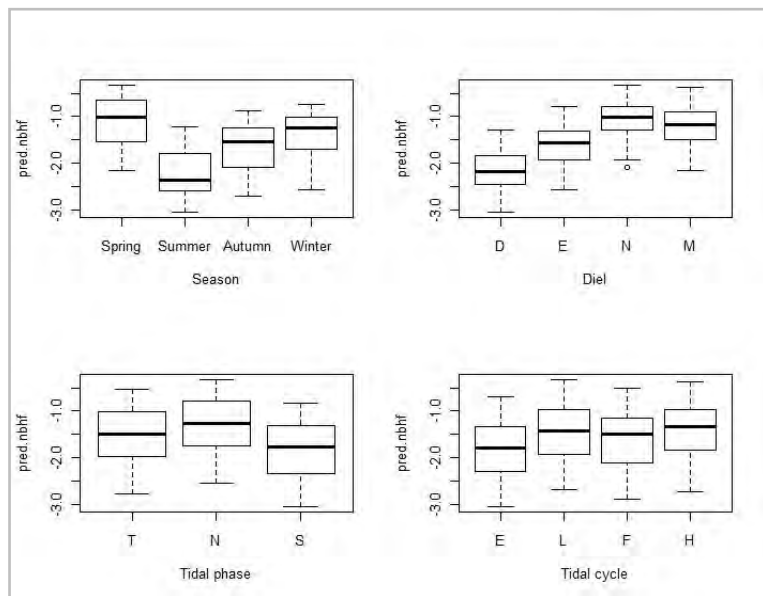 pred.nbhf
-1.0
-2.0
-3.0
Spring Summer Autumn Winter
Season
pred.nbhf
-1.0
-2.0
-3.0
D E N M
Diel
pred.nbhf
-1.0
-2.0
-3.0
T N S
Tidal phase
pred.nbhf
-1.0
-2.0
-3.0
E L F H
Tidal cycle